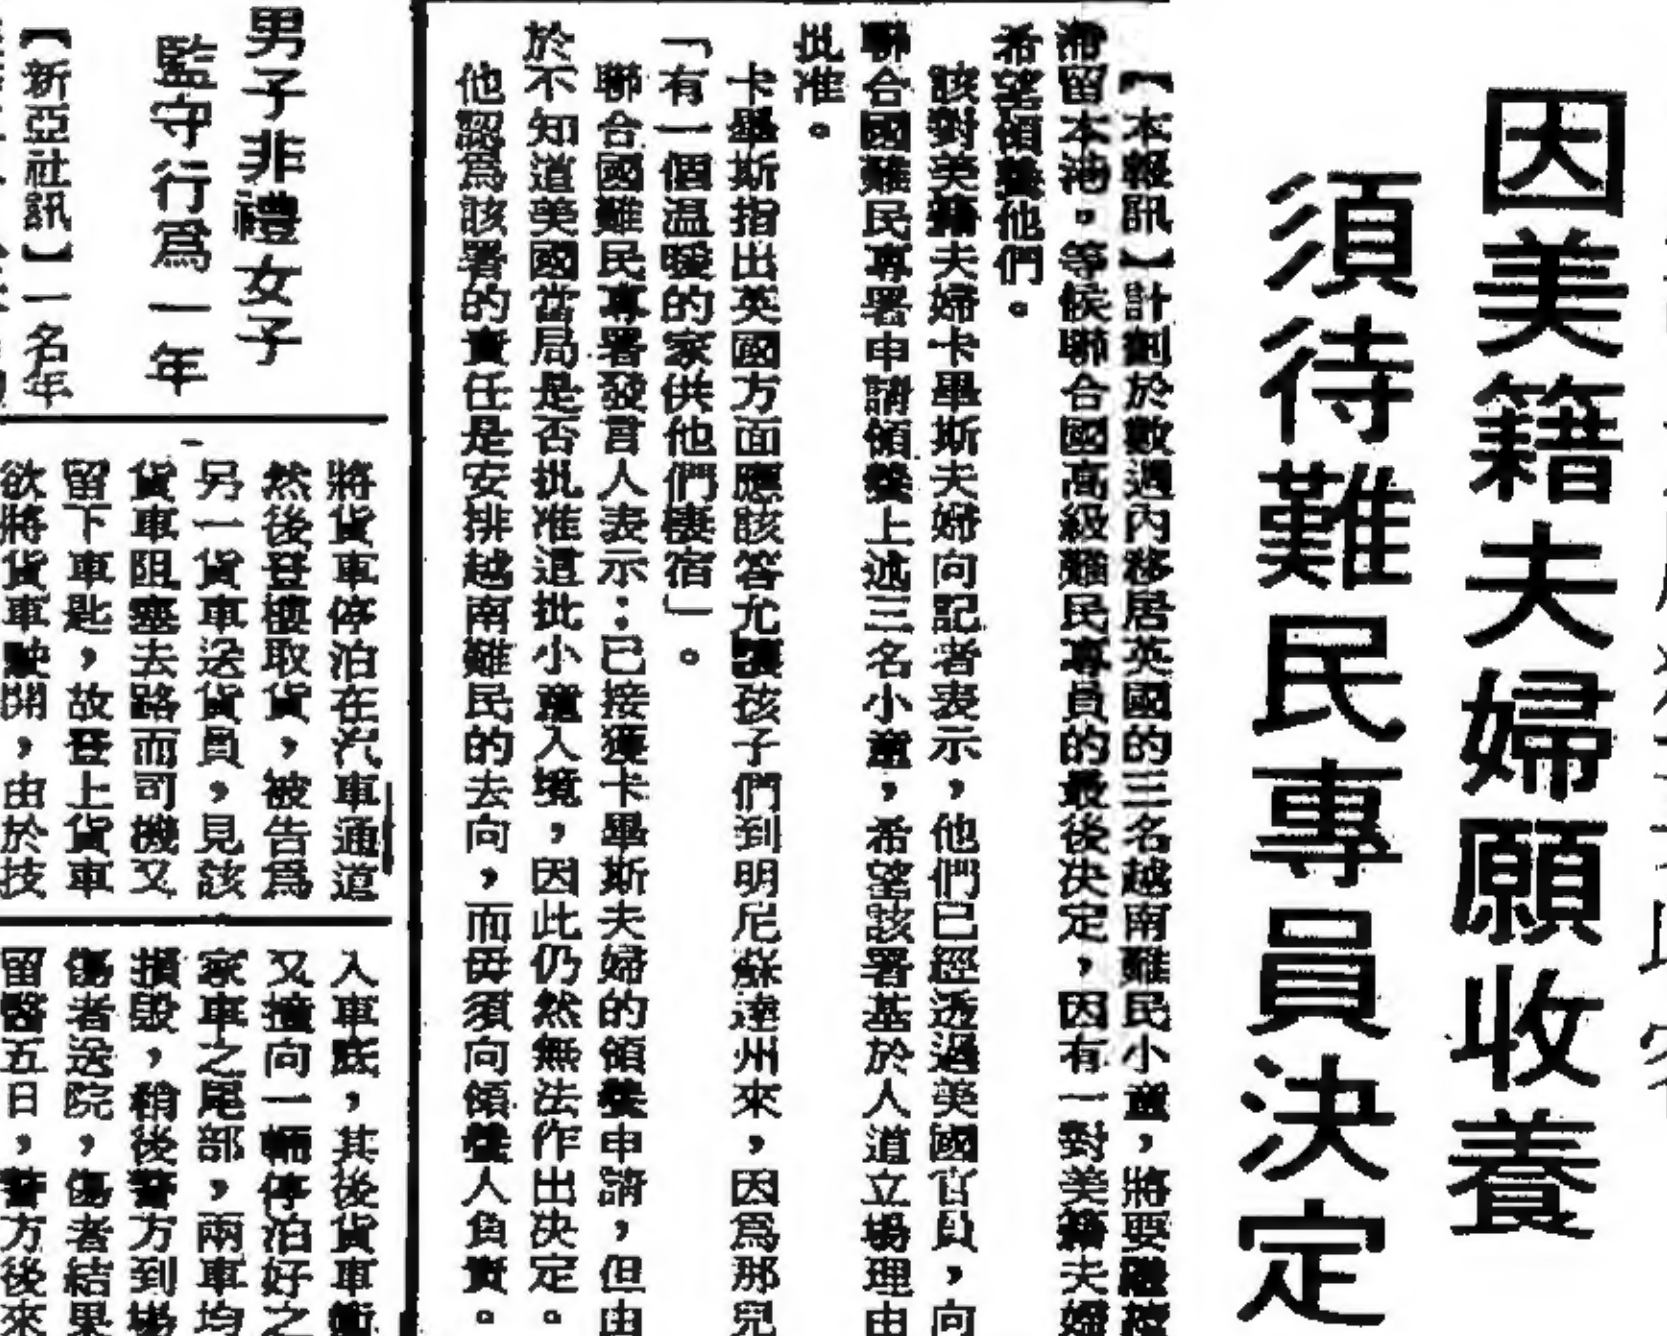 因美籍夫婦願收養
須待難民專員決定
【本報訊】計劃於數週內移居英國的三名越南難民小童，將要繼續
滯留本港，等候聯合國高級難民專員的最後決定，因有一對美籍夫婦
希望領養他們。
該對美籍夫婦卡畢斯夫婦向記者表示，他們已經透過美國官員，向
聯合國難民專署申請領養上述三名小童，希望該署基於人道立場理由
批准。
卡畢斯指出英國方面應該答允讓孩子們到明尼蘇達州來，因爲那兒
「有一個温暖的家供他們棲宿」。
聯合國難民專署發言人表示：已接獲卡畢斯夫婦的領養申請，但由
於不知道美國當局是否批准這批小童入境，因此仍然無法作出决定。
他認爲該署的責任是安排越南難民的去向，而毋須向領養人負責。
男子非禮女子
監守行爲一年
【新亞社訊】一名年
將貨車停泊在汽車通道
然後登樓取貨，被告爲
另一貨車送貨員，見該
貨車阻塞去路而司機又
留下車匙，故登上貨車
欲將貨車駛開，由於技
入車底，其後貨車衝
又撞向一輛停泊好之
家車之尾部，兩車均
損毀，稍後警方到場
傷者送院，傷者結果
留醫五日，警方後來